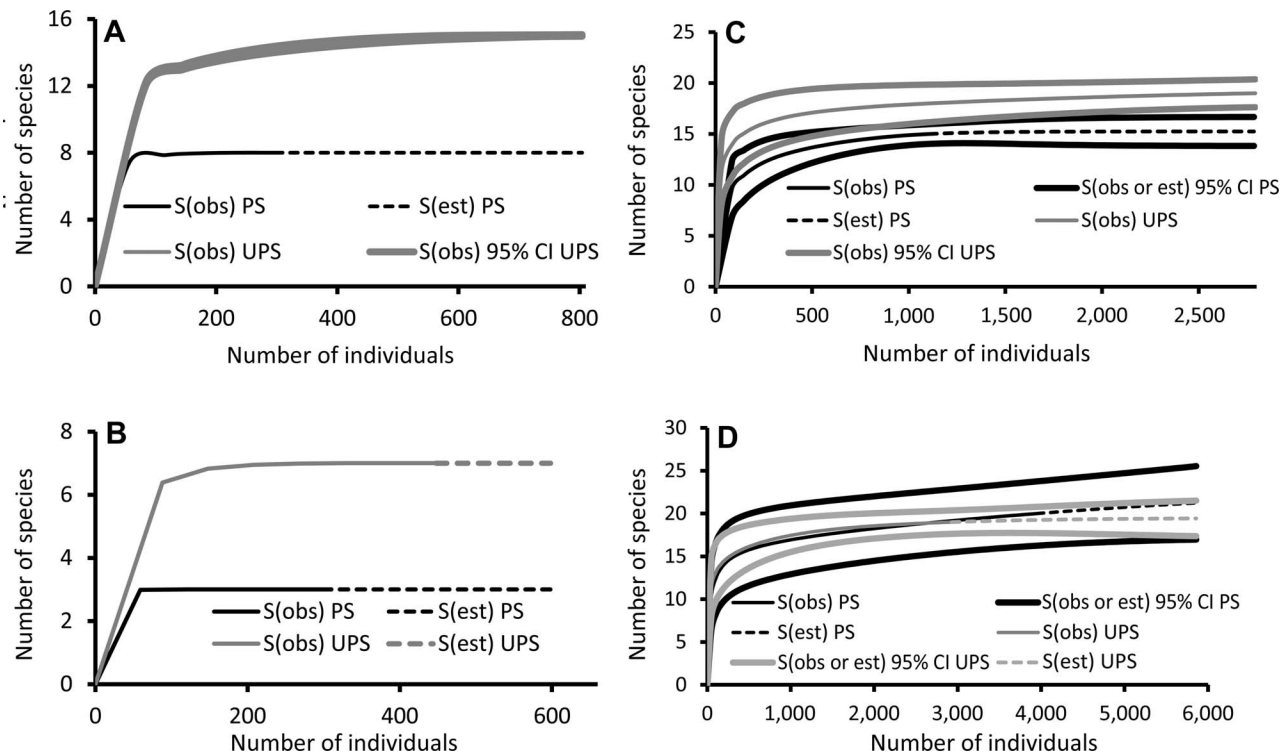 A
Number of species
16
12
8
4
0
S(obs) PS
S(est) PS
S(obs) UPS
S(obs) 95% CI UPS
0 200 400 600 800
Number of individuals
C
Number of species
25
20
15
10
5
0
S(obs) PS
S(obs or est) 95% CI PS
S(est) PS
S(obs) UPS
S(obs) 95% CI UPS
0 500 1,000 1,500 2,000 2,500
Number of individuals
B
Number of species
8
6
4
2
0
S(obs) PS
S(est) PS
S(obs) UPS
S(est) UPS
0 200 400 600
Number of individuals
D
Number of species
30
25
20
15
10
5
0
S(obs) PS
S(obs or est) 95% CI PS
S(est) PS
S(obs) UPS
S(obs or est) 95% CI UPS
S(est) UPS
0 1,000 2,000 3,000 4,000 5,000 6,000
Number of individuals